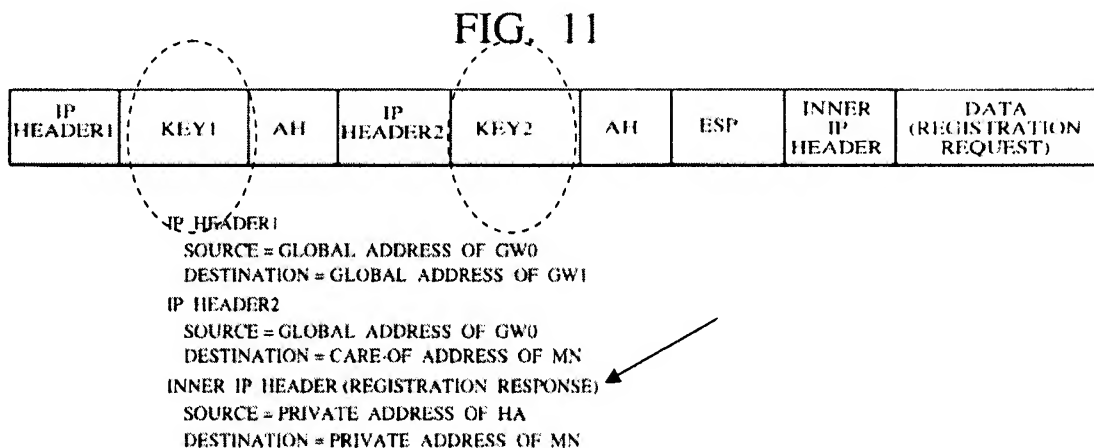 FIG. 11
IP HEADER1
KEY1
AH
IP HEADER2
KEY2
AH
ESP
INNER IP HEADER
DATA (REGISTRATION REQUEST)
IP HEADER1
SOURCE = GLOBAL ADDRESS OF GW0
DESTINATION = GLOBAL ADDRESS OF GW1
IP HEADER2
SOURCE = GLOBAL ADDRESS OF GW0
DESTINATION = CARE-OF ADDRESS OF MN
INNER IP HEADER (REGISTRATION RESPONSE)
SOURCE = PRIVATE ADDRESS OF HA
DESTINATION = PRIVATE ADDRESS OF MN